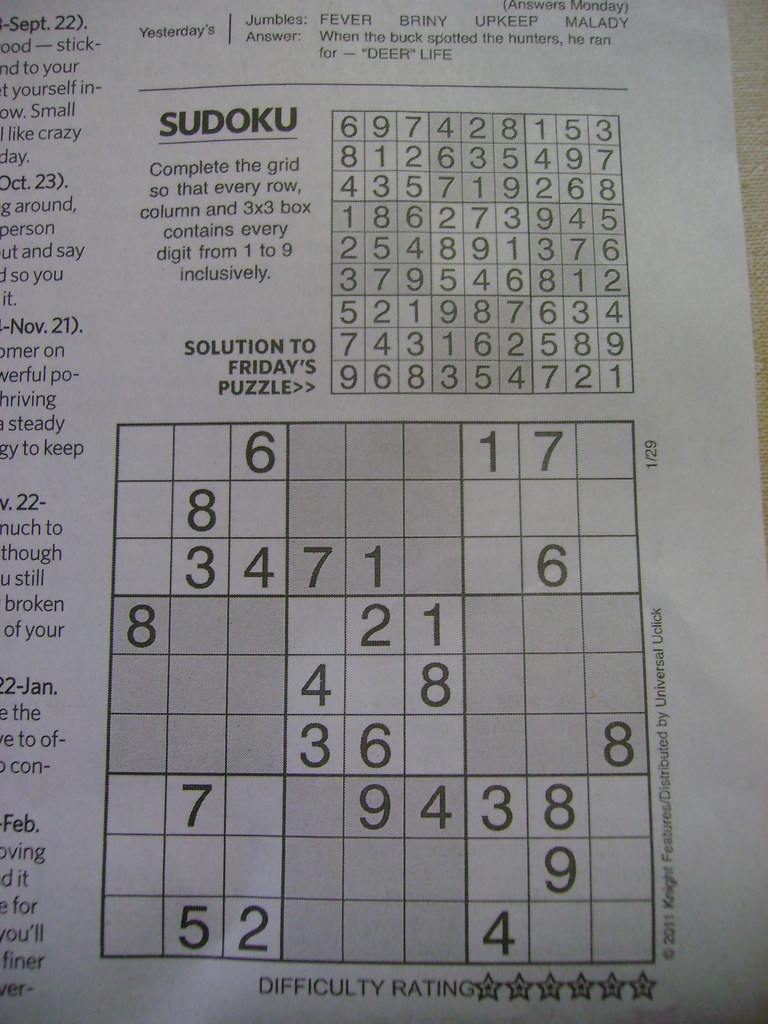 (Answers Monday)
Yesterday's
Jumbles: FEVER BRINY UPKEEP MALADY
Answer: When the buck spotted the hunters, he ran
for — "DEER" LIFE
-Sept. 22).
ood — stick-
nd to your
et yourself in-
ow. Small
l like crazy
day.
Oct. 23).
g around,
person
out and say
d so you
it.
-Nov. 21).
omer on
werful po-
hriving
a steady
gy to keep
v. 22-
much to
though
u still
broken
of your
22-Jan.
e the
ve to of-
o con-
-Feb.
oving
d it
e for
you'll
finer
ver-
SUDOKU
Complete the grid
so that every row,
column and 3x3 box
contains every
digit from 1 to 9
inclusively.
SOLUTION TO
FRIDAY'S
PUZZLE>>
6 9 7 4 2 8 1 5 3
8 1 2 6 3 5 4 9 7
4 3 5 7 1 9 2 6 8
1 8 6 2 7 3 9 4 5
2 5 4 8 9 1 3 7 6
3 7 9 5 4 6 8 1 2
5 2 1 9 8 7 6 3 4
7 4 3 1 6 2 5 8 9
9 6 8 3 5 4 7 2 1
6 1 7
8
3 4 7 1 6
8 2 1
4 8
3 6 8
7 9 4 3 8
9
5 2 4
1/29
© 2011 Knight Features/Distributed by Universal Uclick
DIFFICULTY RATING